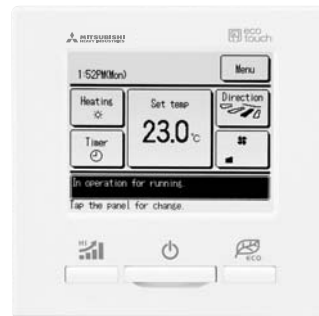 MITSUBISHI
eco
touch
1:52PM(Mon)
Menu
Heating
Set temp
Direction
23.0 °C
Timer
In operation for running.
Tap the panel for change.
HI
eco